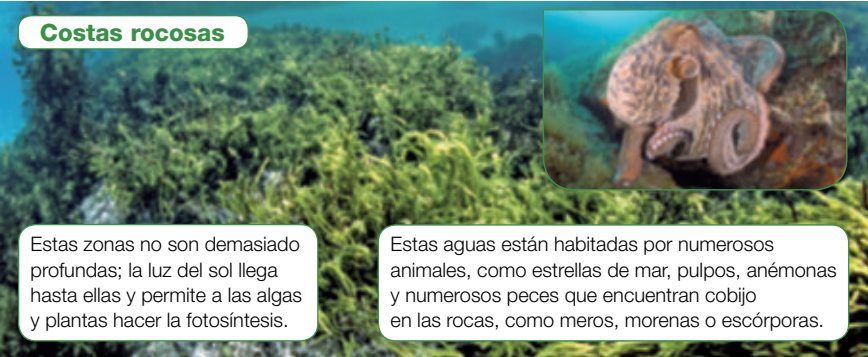 Costas rocosas
Estas zonas no son demasiado
profundas; la luz del sol llega
hasta ellas y permite a las algas
y plantas hacer la fotosíntesis.
Estas aguas están habitadas por numerosos
animales, como estrellas de mar, pulpos, anémonas
y numerosos peces que encuentran cobijo
en las rocas, como meros, morenas o escórporas.